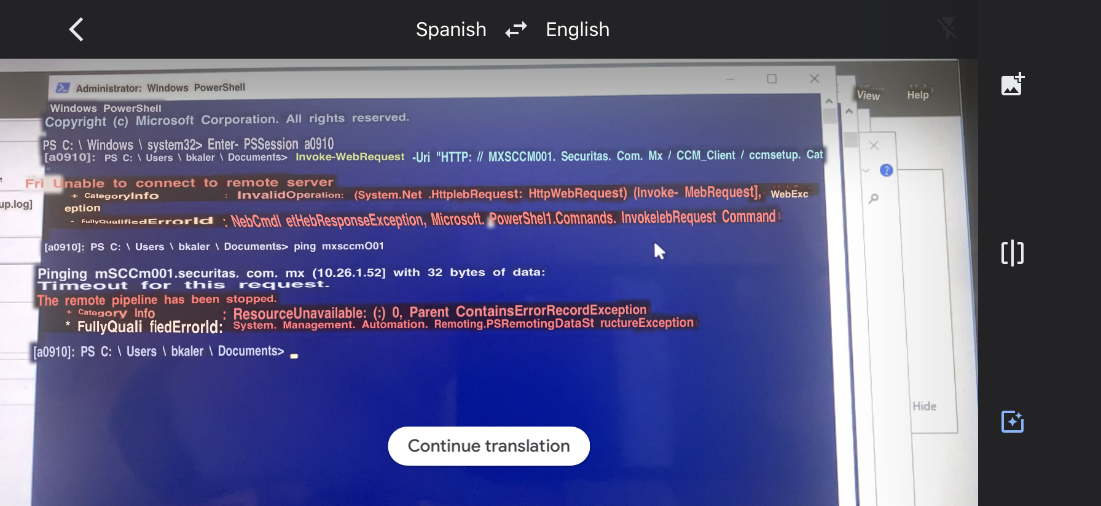 Spanish English
Administrator: Windows PowerShell
View Help
Windows PowerShell
Copyright (c) Microsoft Corporation. All rights reserved.
PS C: \ Windows \ system32> Enter- PSSession a0910
[a0910]: PS C: \ Users \ bkaler \ Documents> Invoke-WebRequest -Uri "HTTP: // MXSCCM001. Securitas. Com. Mx / CCM_Client / ccmsetup. Cat
Fri Unable to connect to remote server
+ CategoryInfo : InvalidOperation: (System.Net .HttplebRequest: HttpWebRequest) (Invoke- MebRequest], WebExc
up.log]
eption
- FullyQualifiedErrorId : NebCmdl etHebResponseException, Microsoft. PowerShel1.Comnands. InvokelebRequest Command
[a0910]: PS C: \ Users \ bkaler \ Documents> ping mxsccmO01
Pinging mSCCm001.securitas. com. mx (10.26.1.52] with 32 bytes of data:
Timeout for this request.
The remote pipeline has been stopped.
+ Category Info : ResourceUnavailable: (:) 0, Parent ContainsErrorRecordException
* FullyQuali fiedErrorId: System. Management. Automation. Remoting.PSRemotingDataSt ructureException
[a0910]: PS C: \ Users \ bkaler \ Documents>
Hide
Continue translation